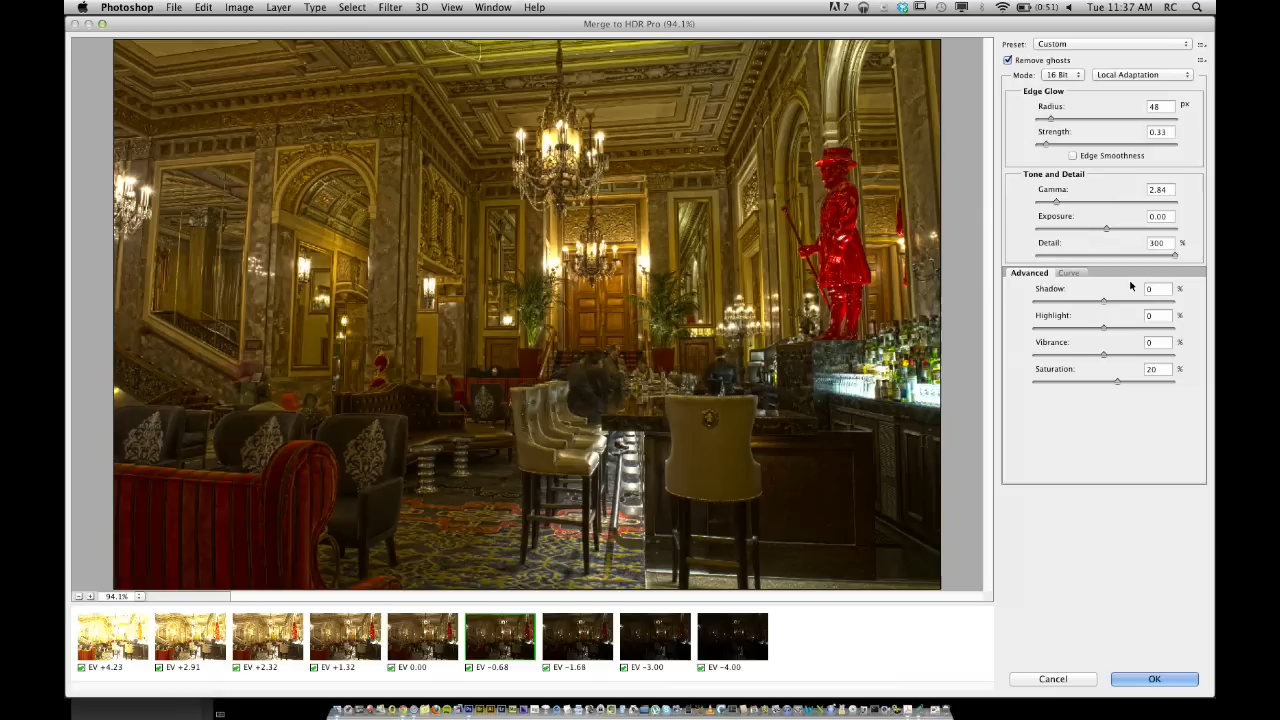 Photoshop File Edit Image Layer Type Select Filter 3D View Window Help 7 (0:51) Tue 11:37 AM RC
Merge to HDR Pro (94.1%)
Preset: Custom
Remove ghosts
Mode: 16 Bit Local Adaptation
Edge Glow
Radius: 48 px
Strength: 0.33
Edge Smoothness
Tone and Detail
Gamma: 2.84
Exposure: 0.00
Detail: 300 %
Advanced Curve
Shadow: 0 %
Highlight: 0 %
Vibrance: 0 %
Saturation: 20 %
94.1%
EV +4.23 EV +2.91 EV +2.32 EV +1.32 EV 0.00 EV −0.68 EV −1.68 EV −3.00 EV −4.00
Cancel OK